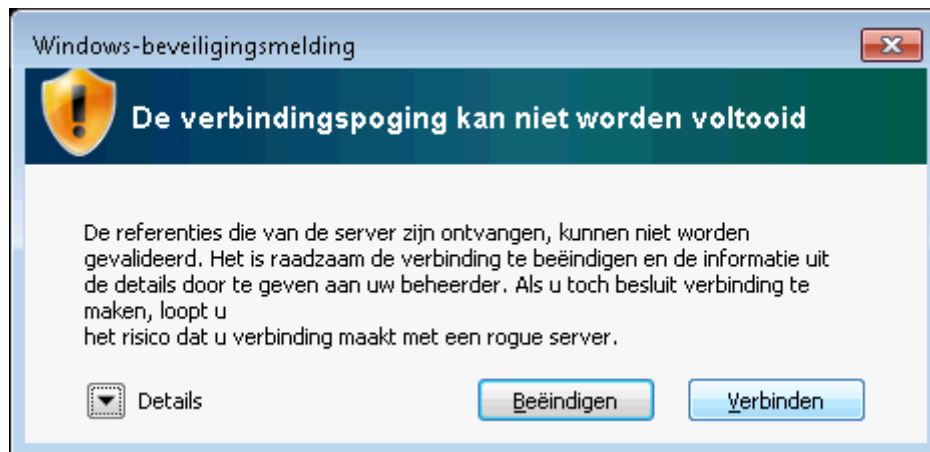 Windows-beveiligingsmelding
De verbindingspoging kan niet worden voltooid
De referenties die van de server zijn ontvangen, kunnen niet worden
gevalideerd. Het is raadzaam de verbinding te beëindigen en de informatie uit
de details door te geven aan uw beheerder. Als u toch besluit verbinding te
maken, loopt u
het risico dat u verbinding maakt met een rogue server.
Details Beëindigen Verbinden